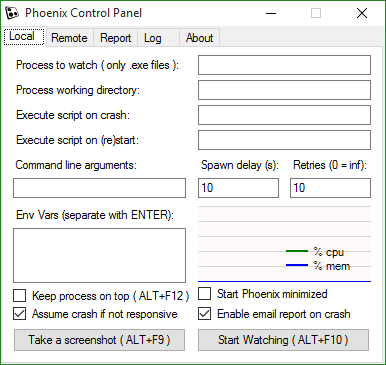 Phoenix Control Panel
Local Remote Report Log About
Process to watch ( only .exe files ):
Process working directory:
Execute script on crash:
Execute script on (re)start:
Command line arguments: Spawn delay (s): Retries (0 = inf):
10 10
Env Vars (separate with ENTER):
% cpu
% mem
Keep process on top ( ALT+F12 ) Start Phoenix minimized
Assume crash if not responsive Enable email report on crash
Take a screenshot ( ALT+F9 ) Start Watching ( ALT+F10 )